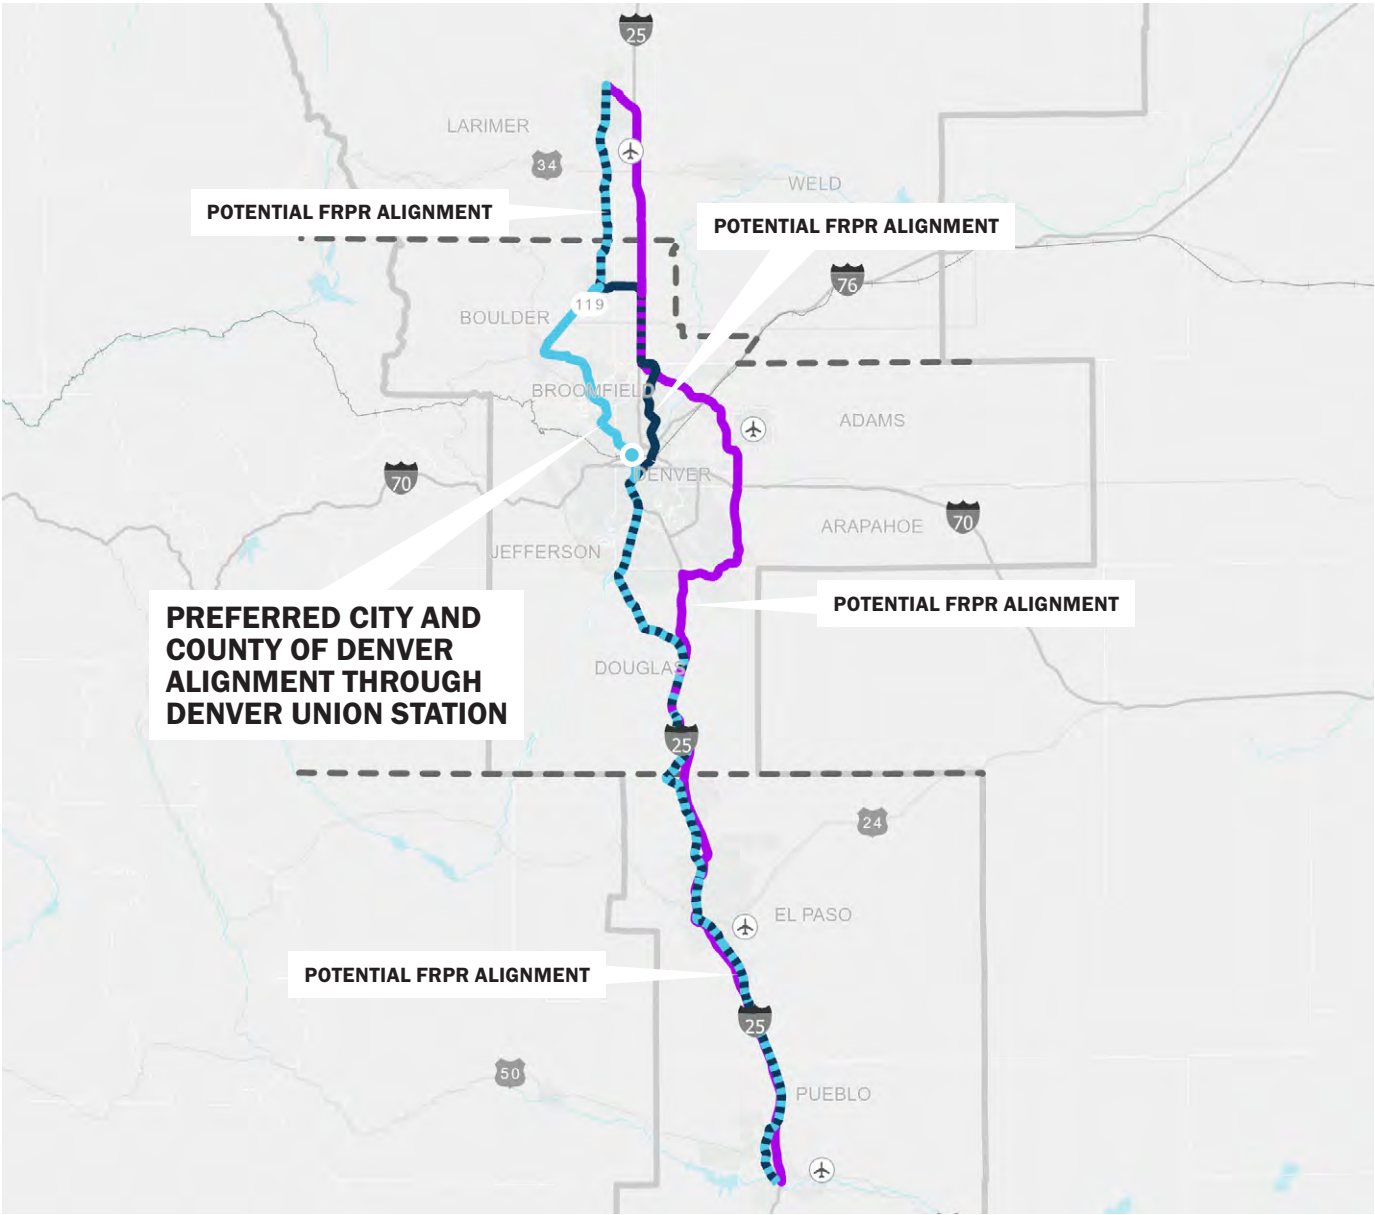 25
LARIMER
34
WELD
POTENTIAL FRPR ALIGNMENT
POTENTIAL FRPR ALIGNMENT
76
119
BOULDER
BROOMFIELD
ADAMS
70
DENVER
70
ARAPAHOE
JEFFERSON
PREFERRED CITY AND
COUNTY OF DENVER
ALIGNMENT THROUGH
DENVER UNION STATION
POTENTIAL FRPR ALIGNMENT
DOUGLAS
25
24
EL PASO
POTENTIAL FRPR ALIGNMENT
25
50
PUEBLO